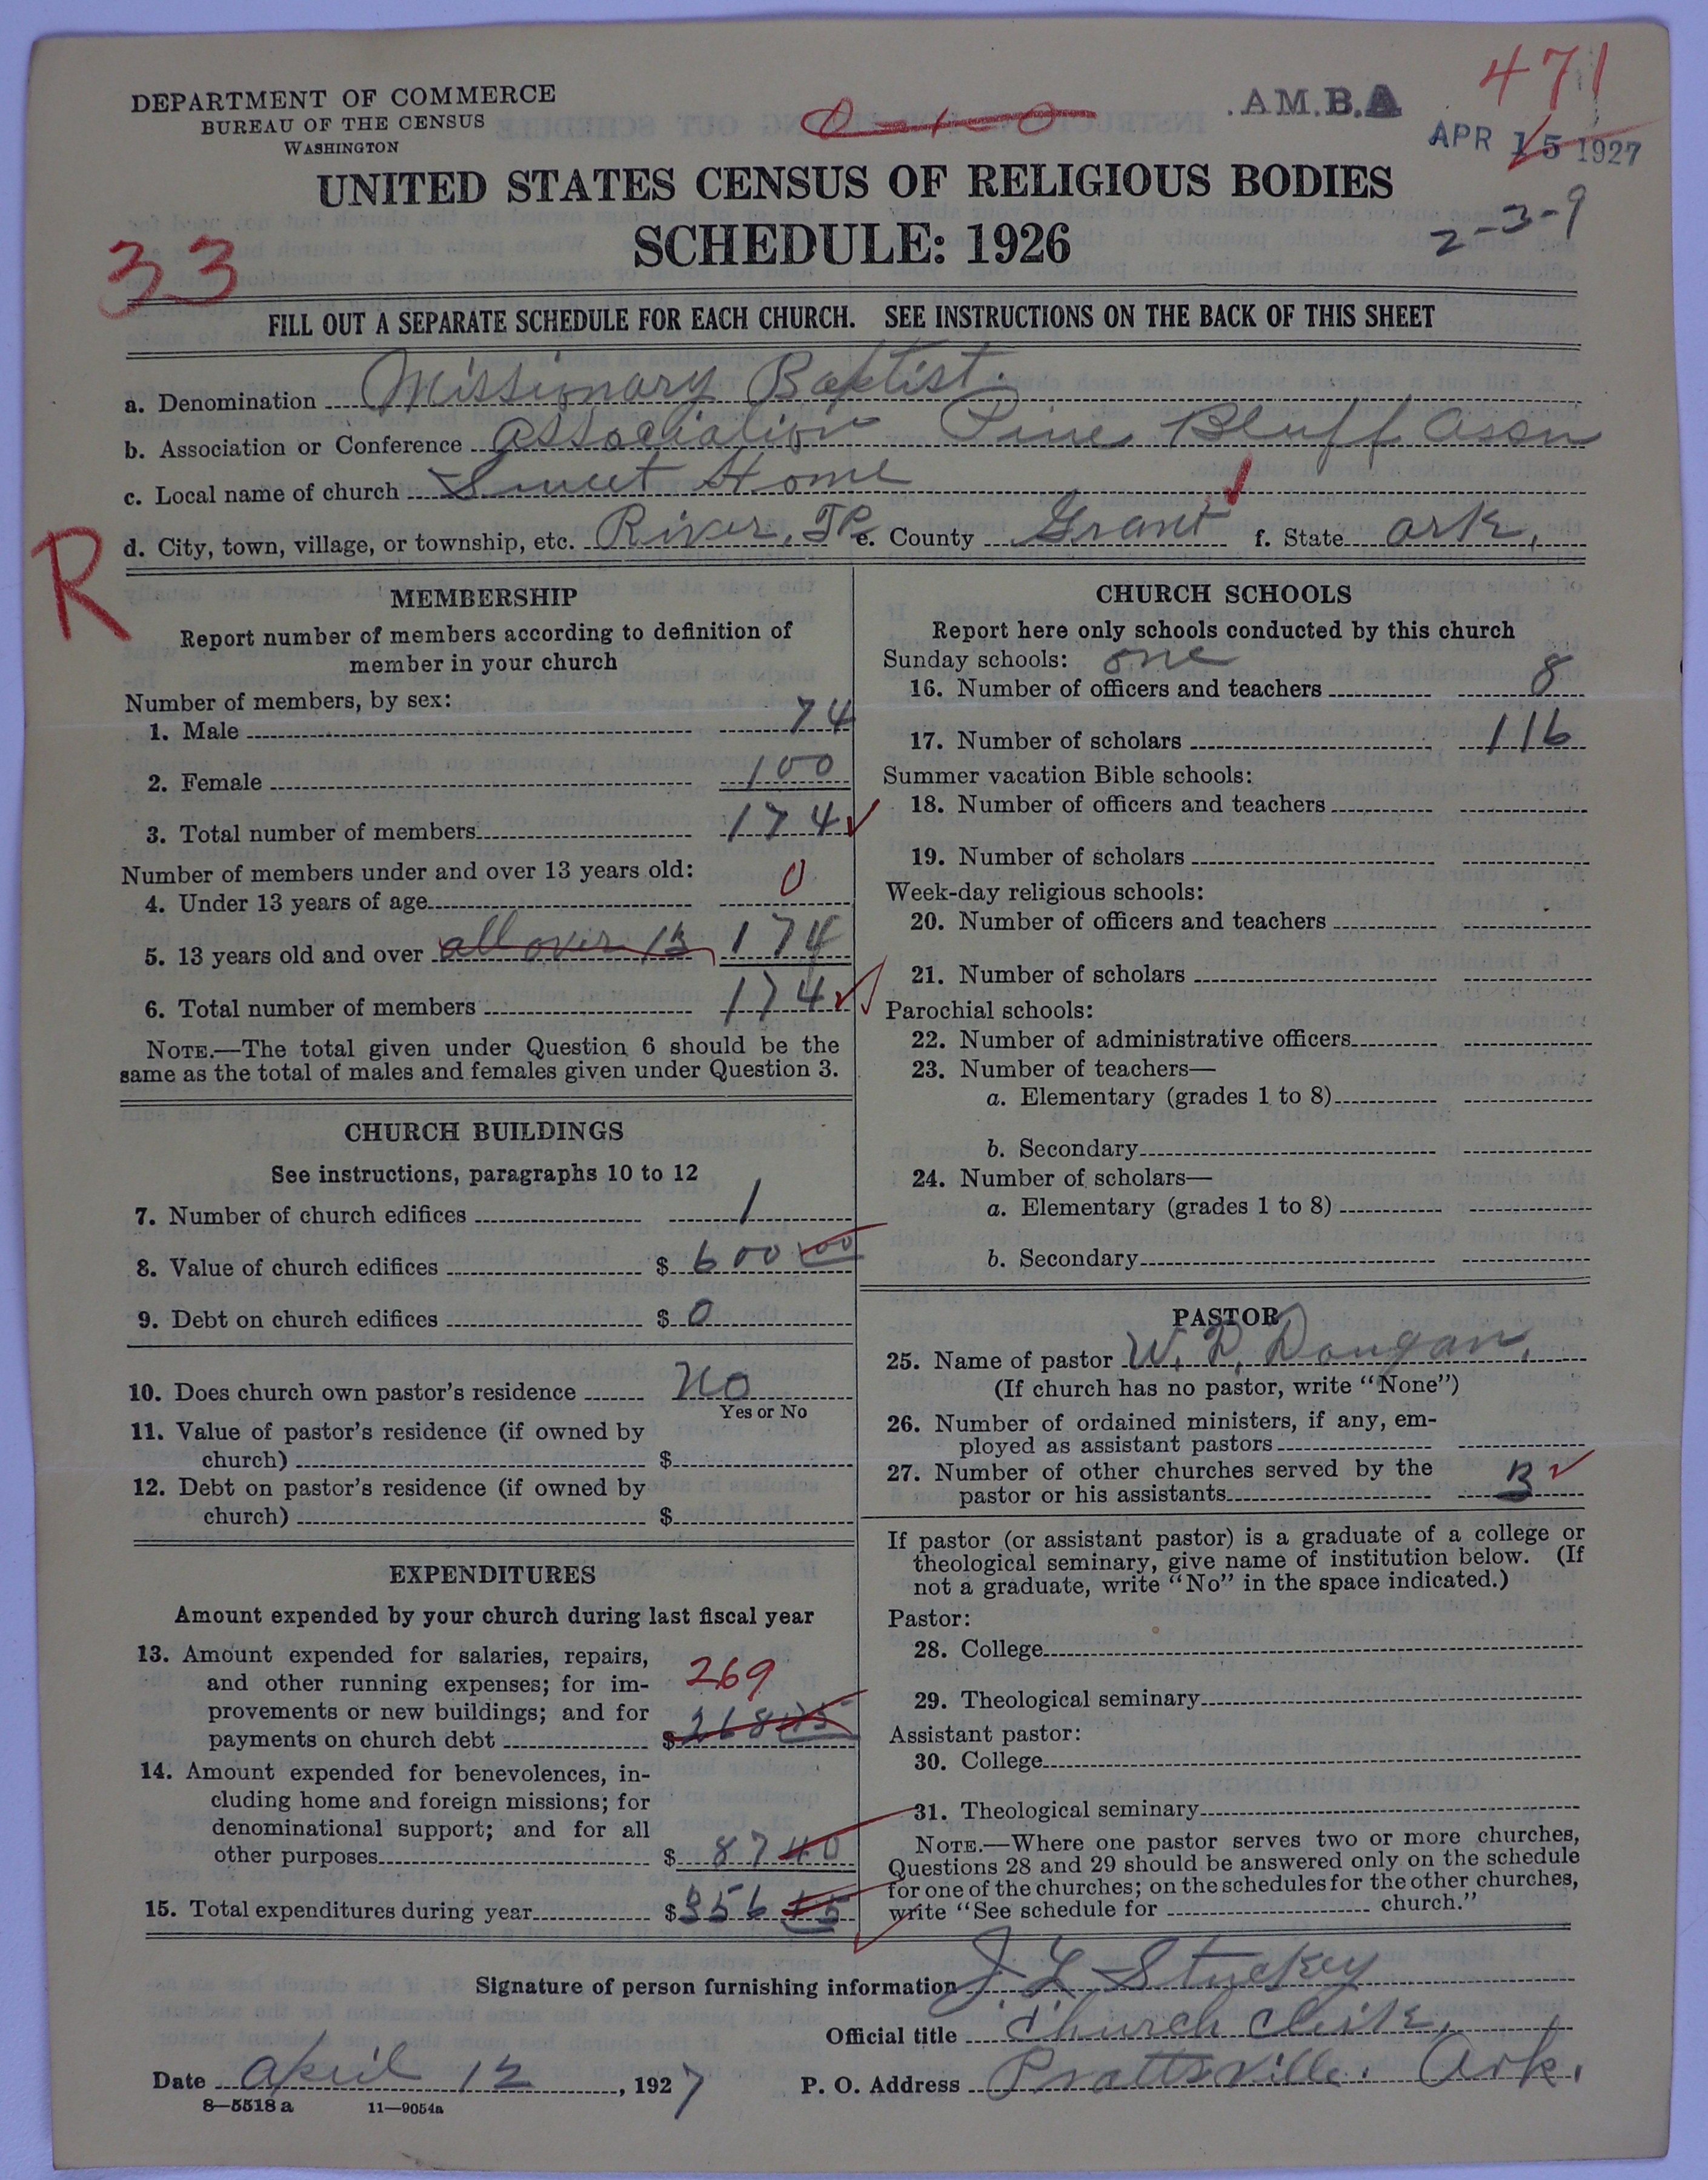 DEPARTMENT OF COMMERCE
BUREAU OF THE CENSUS
WASHINGTON
0-1-0
.A.M.B.A
471
APR 15 1927
UNITED STATES CENSUS OF RELIGIOUS BODIES
SCHEDULE: 1926
2-3-9
33
FILL OUT A SEPARATE SCHEDULE FOR EACH CHURCH. SEE INSTRUCTIONS ON THE BACK OF THIS SHEET
a. Denomination Missionary Baptist.
b. Association or Conference Association Pine Bluff Assn
c. Local name of church Sweet Home
R
d. City, town, village, or township, etc. River, TP. e. County Grant f. State Ark.
MEMBERSHIP
Report number of members according to definition of
member in your church
Number of members, by sex:
1. Male 74
2. Female 100
3. Total number of members 174
Number of members under and over 13 years old:
4. Under 13 years of age 0
5. 13 years old and over all over 13 174
6. Total number of members 174
NOTE.—The total given under Question 6 should be the
same as the total of males and females given under Question 3.
CHURCH BUILDINGS
See instructions, paragraphs 10 to 12
7. Number of church edifices 1
8. Value of church edifices $ 600 00
9. Debt on church edifices $ 0
10. Does church own pastor's residence No
Yes or No
11. Value of pastor's residence (if owned by
church) $
12. Debt on pastor's residence (if owned by
church) $
EXPENDITURES
Amount expended by your church during last fiscal year
13. Amount expended for salaries, repairs,
and other running expenses; for im-
provements or new buildings; and for
payments on church debt $ 268
269
14. Amount expended for benevolences, in-
cluding home and foreign missions; for
denominational support; and for all
other purposes $ 87 40
15. Total expenditures during year $ 356
CHURCH SCHOOLS
Report here only schools conducted by this church
Sunday schools: one
16. Number of officers and teachers 8
17. Number of scholars 116
Summer vacation Bible schools:
18. Number of officers and teachers
19. Number of scholars
Week-day religious schools:
20. Number of officers and teachers
21. Number of scholars
Parochial schools:
22. Number of administrative officers
23. Number of teachers—
a. Elementary (grades 1 to 8)
b. Secondary
24. Number of scholars—
a. Elementary (grades 1 to 8)
b. Secondary
PASTOR
25. Name of pastor W. D. Dougan,
(If church has no pastor, write "None")
26. Number of ordained ministers, if any, em-
ployed as assistant pastors
27. Number of other churches served by the
pastor or his assistants 3
If pastor (or assistant pastor) is a graduate of a college or
theological seminary, give name of institution below. (If
not a graduate, write "No" in the space indicated.)
Pastor:
28. College
29. Theological seminary
Assistant pastor:
30. College
31. Theological seminary
NOTE.—Where one pastor serves two or more churches,
Questions 28 and 29 should be answered only on the schedule
for one of the churches; on the schedules for the other churches,
write "See schedule for church."
Signature of person furnishing information J. L. Stuckey
Official title Church Clerk,
Date April 12, 1927 P. O. Address Prattsville. Ark.
8—5518 a 11—9054a